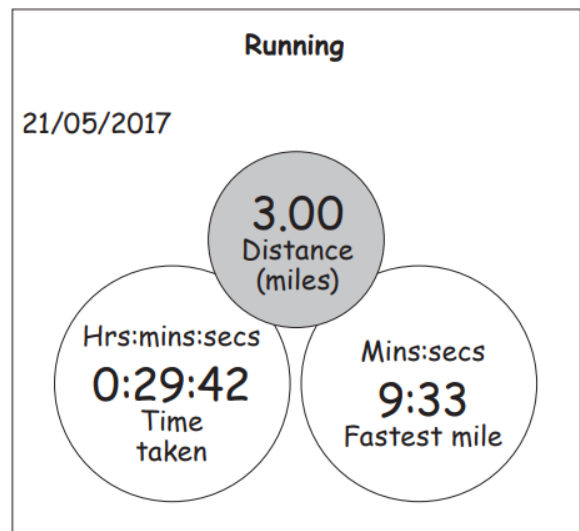 Running
21/05/2017
3.00
Distance
(miles)
Hrs:mins:secs
0:29:42
Time
taken
Mins:secs
9:33
Fastest mile